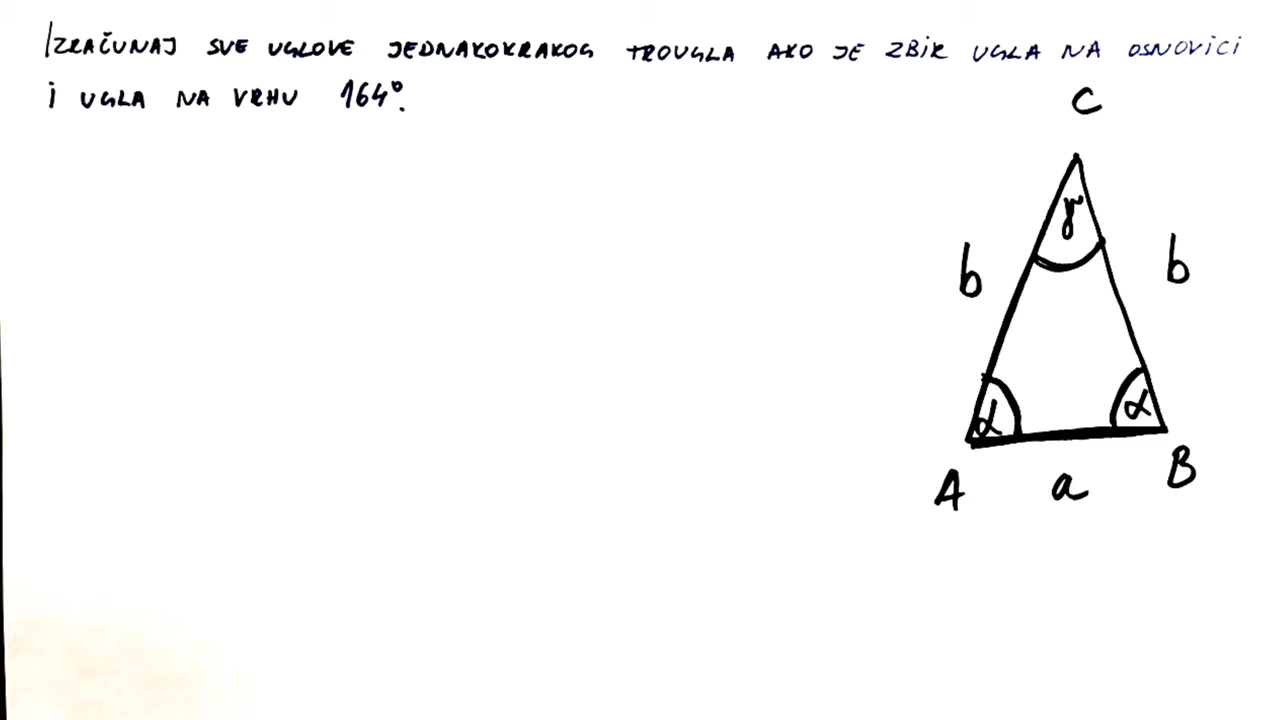 IZRAČUNAJ SVE UGLOVE JEDNAKOKRAKOG TROUGLA AKO JE ZBIR UGLA NA OSNOVICI
I UGLA NA VRHU 164°.
C
γ
b b
α α
A a B